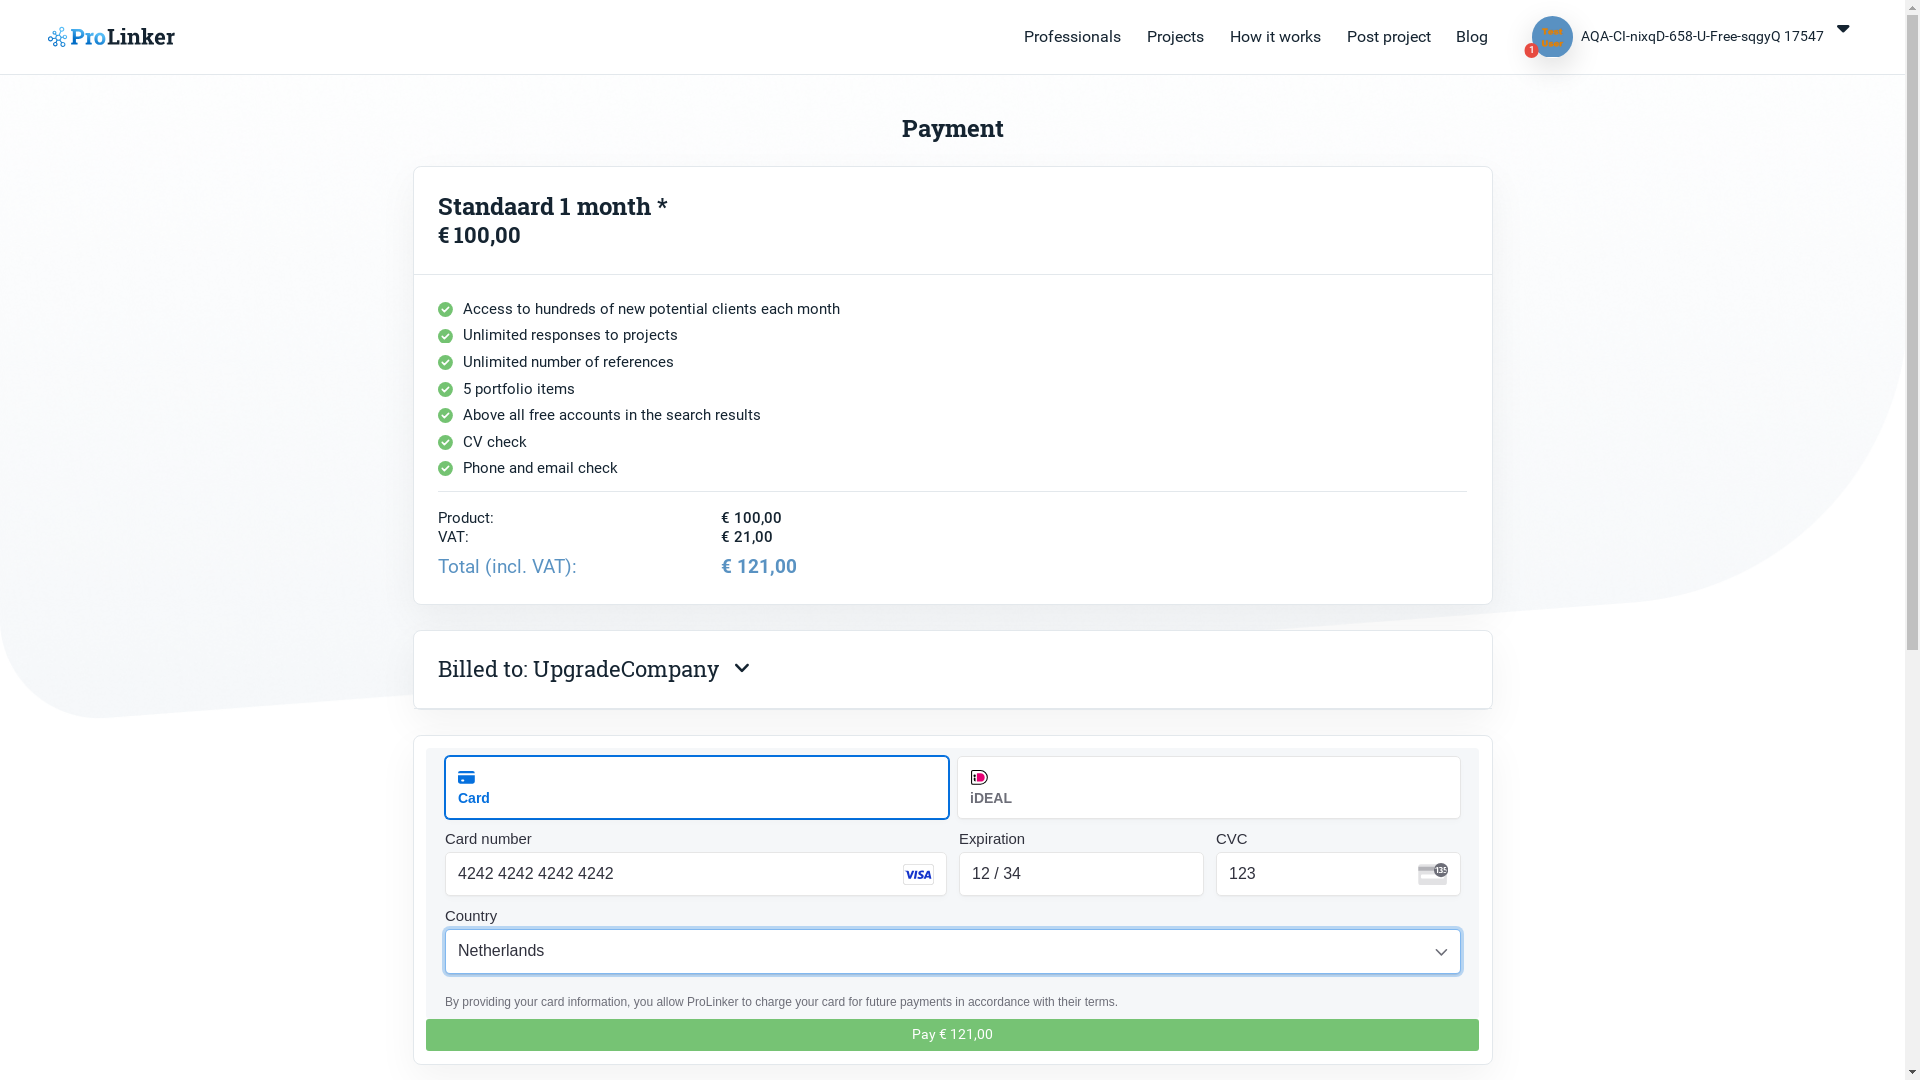 ProLinker
Professionals
Projects
How it works
Post project
Blog
Test
User
1
AQA-CI-nixqD-658-U-Free-sqgyQ 17547
Payment
Standaard 1 month *
€ 100,00
Access to hundreds of new potential clients each month
Unlimited responses to projects
Unlimited number of references
5 portfolio items
Above all free accounts in the search results
CV check
Phone and email check
Product: € 100,00
VAT: € 21,00
Total (incl. VAT): € 121,00
Billed to: UpgradeCompany
Card
iDEAL
Card number
Expiration
CVC
4242 4242 4242 4242
VISA
12 / 34
123
135
Country
Netherlands
By providing your card information, you allow ProLinker to charge your card for future payments in accordance with their terms.
Pay € 121,00